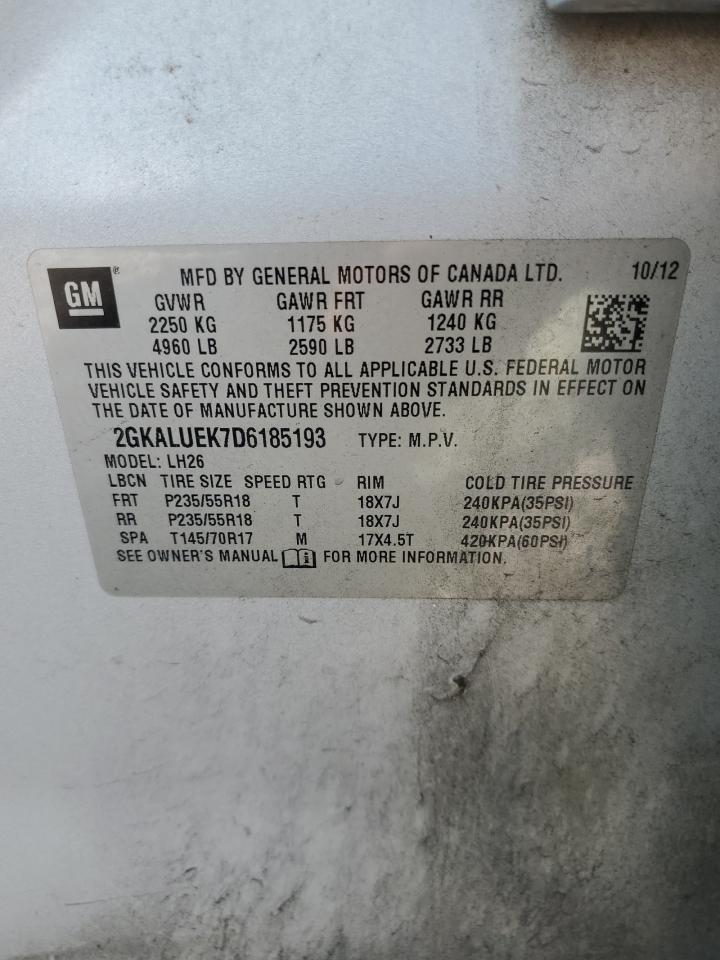 GM ® MFD BY GENERAL MOTORS OF CANADA LTD. 10/12
GVWR GAWR FRT GAWR RR
2250 KG 1175 KG 1240 KG
4960 LB 2590 LB 2733 LB
THIS VEHICLE CONFORMS TO ALL APPLICABLE U.S. FEDERAL MOTOR
VEHICLE SAFETY AND THEFT PREVENTION STANDARDS IN EFFECT ON
THE DATE OF MANUFACTURE SHOWN ABOVE.
2GKALUEK7D6185193 TYPE: M.P.V.
MODEL: LH26
LBCN TIRE SIZE SPEED RTG RIM COLD TIRE PRESSURE
FRT P235/55R18 T 18X7J 240KPA(35PSI)
RR P235/55R18 T 18X7J 240KPA(35PSI)
SPA T145/70R17 M 17X4.5T 420KPA(60PSI)
SEE OWNER'S MANUAL FOR MORE INFORMATION.